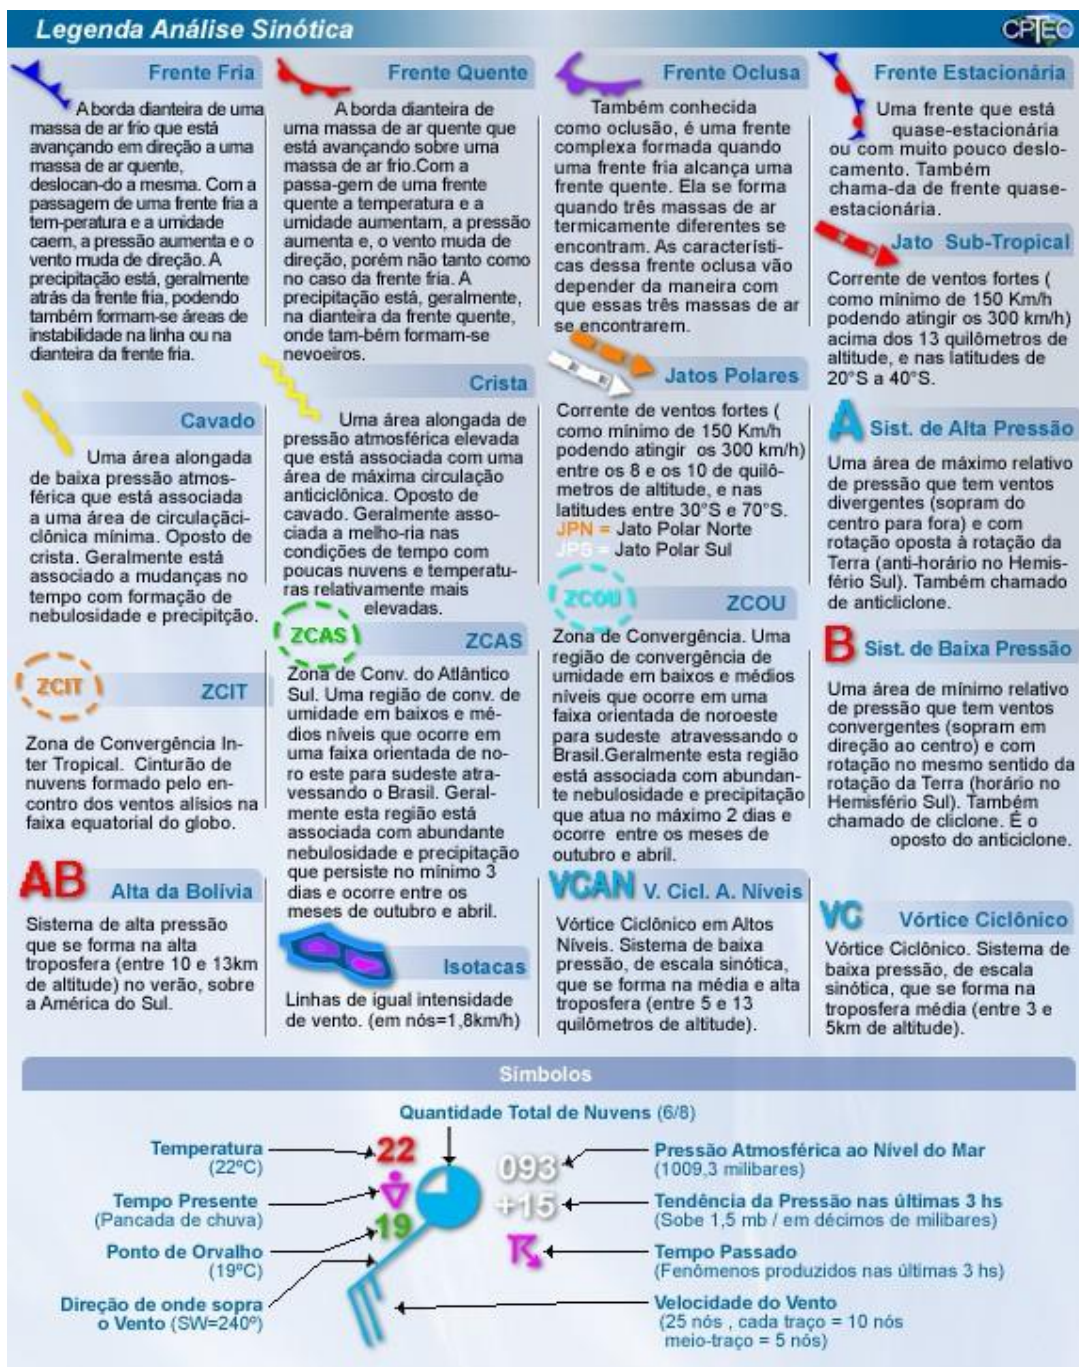 Legenda Análise Sinótica
CPTEC
Frente Fria
A borda dianteira de uma
massa de ar frio que está
avançando em direção a uma
massa de ar quente,
deslocan-do a mesma. Com a
passagem de uma frente fria a
tem-peratura e a umidade
caem, a pressão aumenta e o
vento muda de direção. A
precipitação está, geralmente
atrás da frente fria, podendo
também formam-se áreas de
instabilidade na linha ou na
dianteira da frente fria.
Cavado
Uma área alongada
de baixa pressão atmos-
férica que está associada
a uma área de circulaçãci-
clônica mínima. Oposto de
crista. Geralmente está
associado a mudanças no
tempo com formação de
nebulosidade e precipitção.
ZCIT
ZCIT
Zona de Convergência In-
ter Tropical. Cinturão de
nuvens formado pelo en-
contro dos ventos alísios na
faixa equatorial do globo.
AB
Alta da Bolívia
Sistema de alta pressão
que se forma na alta
troposfera (entre 10 e 13km
de altitude) no verão, sobre
a América do Sul.
Frente Quente
A borda dianteira de
uma massa de ar quente que
está avançando sobre uma
massa de ar frio.Com a
passa-gem de uma frente
quente a temperatura e a
umidade aumentam, a pressão
aumenta e, o vento muda de
direção, porém não tanto como
no caso da frente fria. A
precipitação está, geralmente,
na dianteira da frente quente,
onde tam-bém formam-se
nevoeiros.
Crista
Uma área alongada de
pressão atmosférica elevada
que está associada com uma
área de máxima circulação
anticiclônica. Oposto de
cavado. Geralmente asso-
ciada a melho-ria nas
condições de tempo com
poucas nuvens e temperatu-
ras relativamente mais
elevadas.
ZCAS
ZCAS
Zona de Conv. do Atlântico
Sul. Uma região de conv. de
umidade em baixos e mé-
dios níveis que ocorre em
uma faixa orientada de no-
ro este para sudeste atra-
vessando o Brasil. Geral-
mente esta região está
associada com abundante
nebulosidade e precipitação
que persiste no mínimo 3
dias e ocorre entre os
meses de outubro e abril.
Isotacas
Linhas de igual intensidade
de vento. (em nós=1,8km/h)
Frente Oclusa
Também conhecida
como oclusão, é uma frente
complexa formada quando
uma frente fria alcança uma
frente quente. Ela se forma
quando três massas de ar
termicamente diferentes se
encontram. As característi-
cas dessa frente oclusa vão
depender da maneira com
que essas três massas de ar
se encontrarem.
Jatos Polares
Corrente de ventos fortes (
como mínimo de 150 Km/h
podendo atingir os 300 km/h)
entre os 8 e os 10 de quilô-
metros de altitude, e nas
latitudes entre 30°S e 70°S.
JPN = Jato Polar Norte
JPS = Jato Polar Sul
ZCOU
ZCOU
Zona de Convergência. Uma
região de convergência de
umidade em baixos e médios
níveis que ocorre em uma
faixa orientada de noroeste
para sudeste atravessando o
Brasil.Geralmente esta região
está associada com abundan-
te nebulosidade e precipitação
que atua no máximo 2 dias e
ocorre entre os meses de
outubro e abril.
VCAN
V. Cicl. A. Níveis
Vórtice Ciclônico em Altos
Níveis. Sistema de baixa
pressão, de escala sinótica,
que se forma na média e alta
troposfera (entre 5 e 13
quilômetros de altitude).
Frente Estacionária
Uma frente que está
quase-estacionária
ou com muito pouco deslo-
camento. Também
chama-da de frente quase-
estacionária.
Jato Sub-Tropical
Corrente de ventos fortes (
como mínimo de 150 Km/h
podendo atingir os 300 km/h)
acima dos 13 quilômetros de
altitude, e nas latitudes de
20°S a 40°S.
A
Sist. de Alta Pressão
Uma área de máximo relativo
de pressão que tem ventos
divergentes (sopram do
centro para fora) e com
rotação oposta à rotação da
Terra (anti-horário no Hemis-
fério Sul). Também chamado
de anticliclone.
B
Sist. de Baixa Pressão
Uma área de mínimo relativo
de pressão que tem ventos
convergentes (sopram em
direção ao centro) e com
rotação no mesmo sentido da
rotação da Terra (horário no
Hemisfério Sul). Também
chamado de cliclone. É o
oposto do anticiclone.
VC
Vórtice Ciclônico
Vórtice Ciclônico. Sistema de
baixa pressão, de escala
sinótica, que se forma na
troposfera média (entre 3 e
5km de altitude).
Símbolos
Quantidade Total de Nuvens (6/8)
Temperatura
(22ºC)
Tempo Presente
(Pancada de chuva)
Ponto de Orvalho
(19ºC)
Direção de onde sopra
o Vento (SW=240º)
22
19
093
+15
Pressão Atmosférica ao Nível do Mar
(1009,3 milibares)
Tendência da Pressão nas últimas 3 hs
(Sobe 1,5 mb / em décimos de milibares)
Tempo Passado
(Fenômenos produzidos nas últimas 3 hs)
Velocidade do Vento
(25 nós , cada traço = 10 nós
meio-traço = 5 nós)